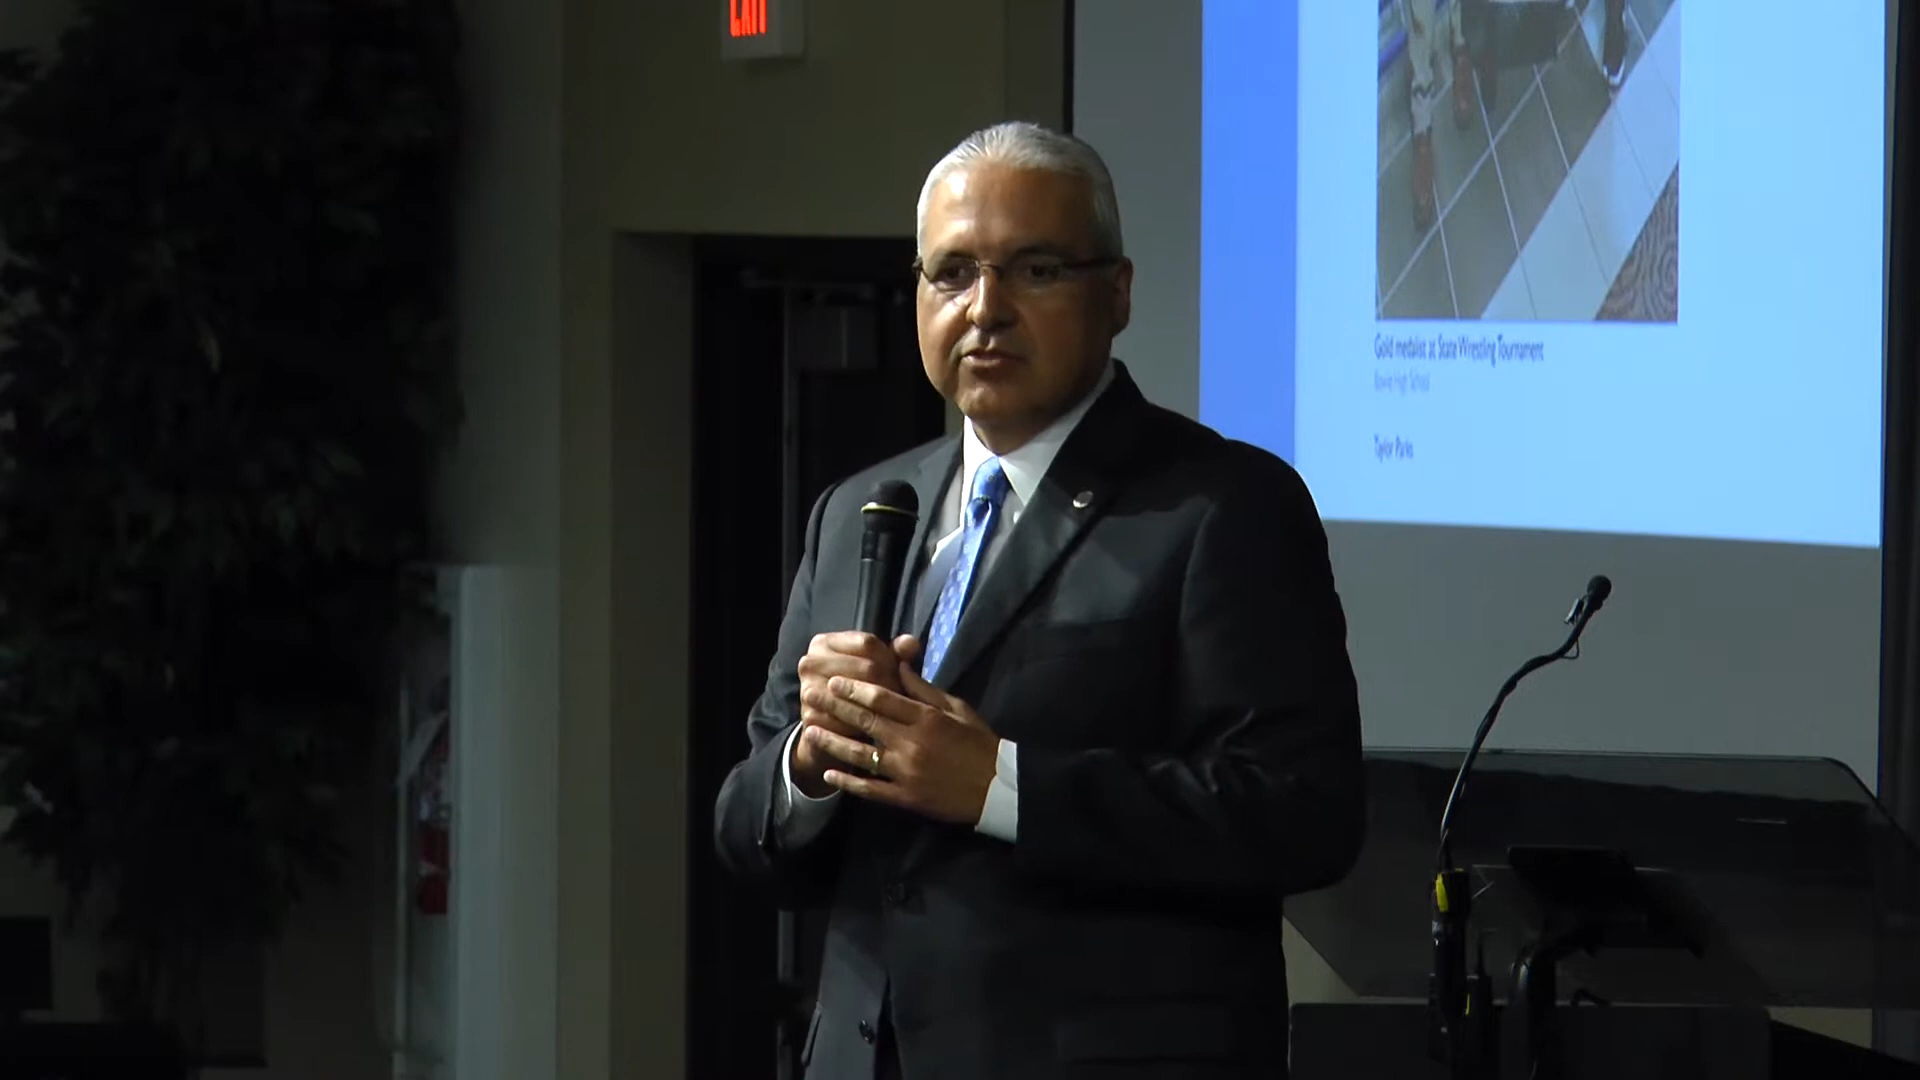 EXIT
Gold medalist at State Wrestling Tournament
Bowie High School
Taylor Parks